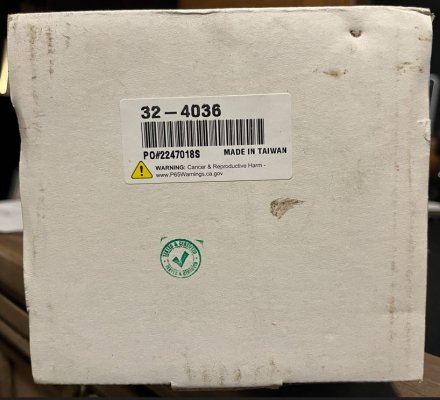 32-4036
PO#2247018S MADE IN TAIWAN
WARNING: Cancer & Reproductive Harm -
www.P65Warnings.ca.gov